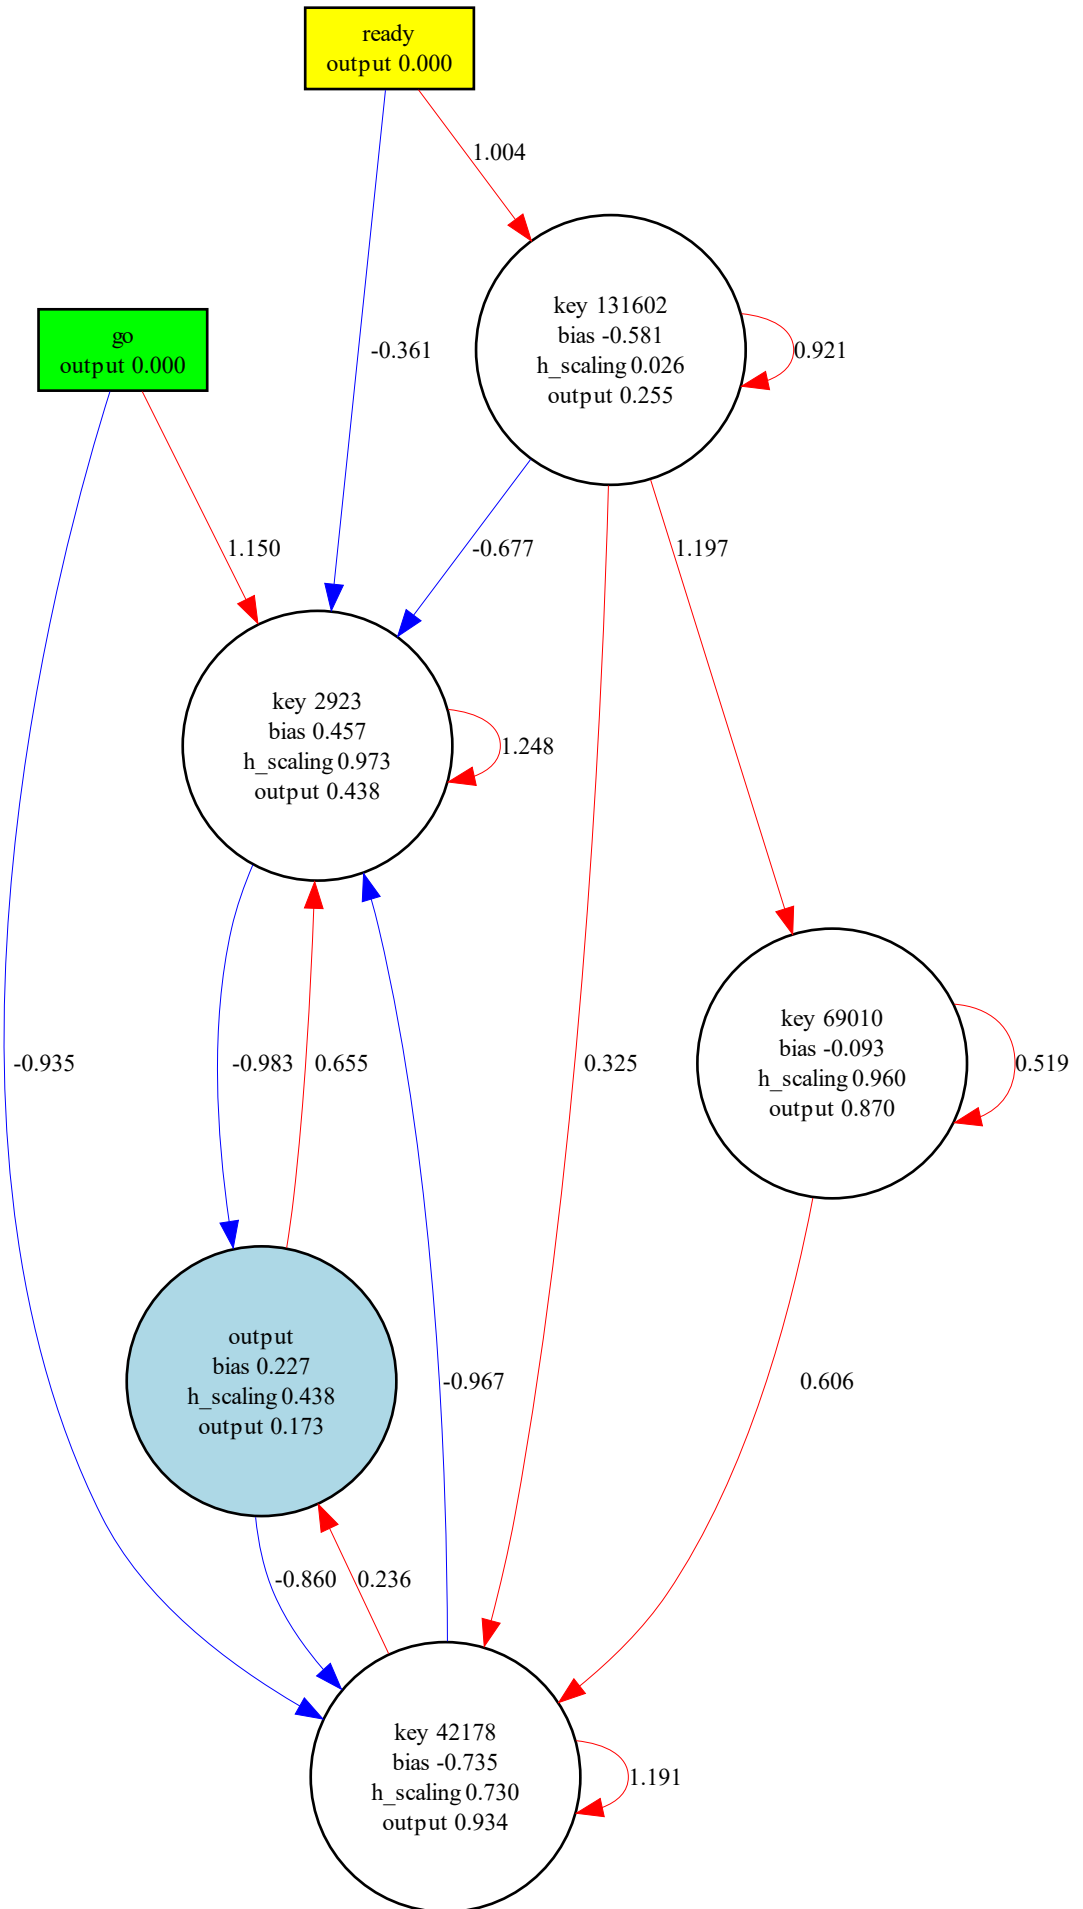 ready
output 0.000
1.004
key 131602
bias -0.581
h_scaling 0.026
output 0.255
0.921
go
output 0.000
-0.361
1.150
-0.677
1.197
key 2923
bias 0.457
h_scaling 0.973
output 0.438
1.248
key 69010
bias -0.093
h_scaling 0.960
output 0.870
0.519
-0.935
-0.983
0.655
0.325
output
bias 0.227
h_scaling 0.438
output 0.173
-0.967
0.606
-0.860
0.236
key 42178
bias -0.735
h_scaling 0.730
output 0.934
1.191